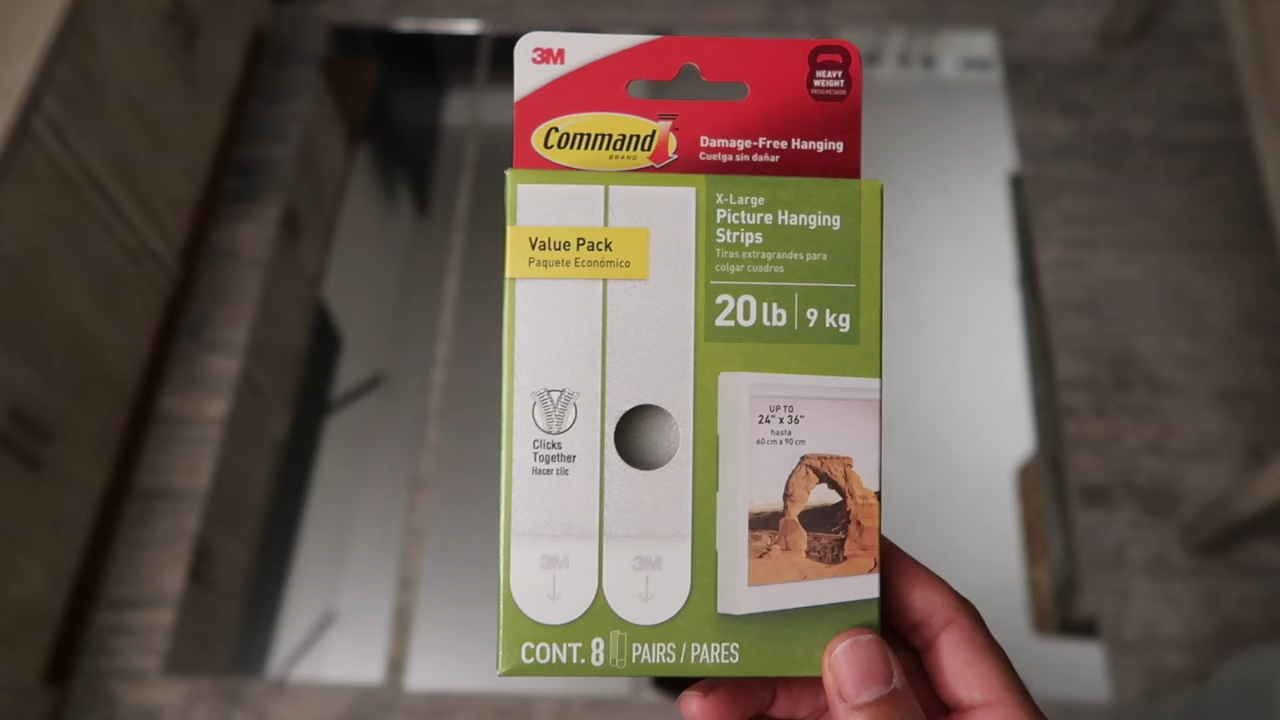 3M
HEAVY
WEIGHT
PESO PESADO
Command™
BRAND
Damage-Free Hanging
Cuelga sin dañar
X-Large
Picture Hanging
Strips
Tiras extragrandes para
colgar cuadros
20 lb | 9 kg
Value Pack
Paquete Económico
UP TO
24" x 36"
hasta
60 cm x 90 cm
Clicks
Together
Hacer clic
3M
3M
CONT. 8 PAIRS / PARES